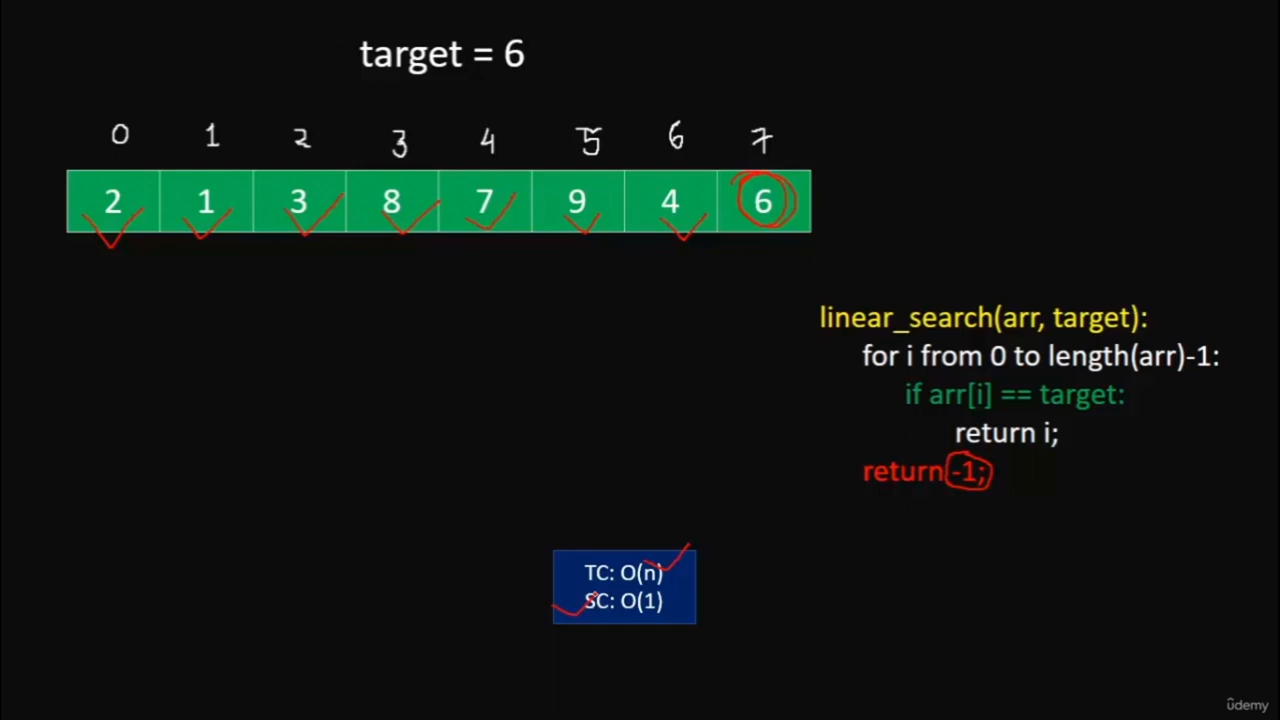 target = 6
0 1 2 3 4 5 6 7
2 1 3 8 7 9 4 6
linear_search(arr, target):
for i from 0 to length(arr)-1:
if arr[i] == target:
return i;
return -1;
TC: O(n)
SC: O(1)
ûdemy